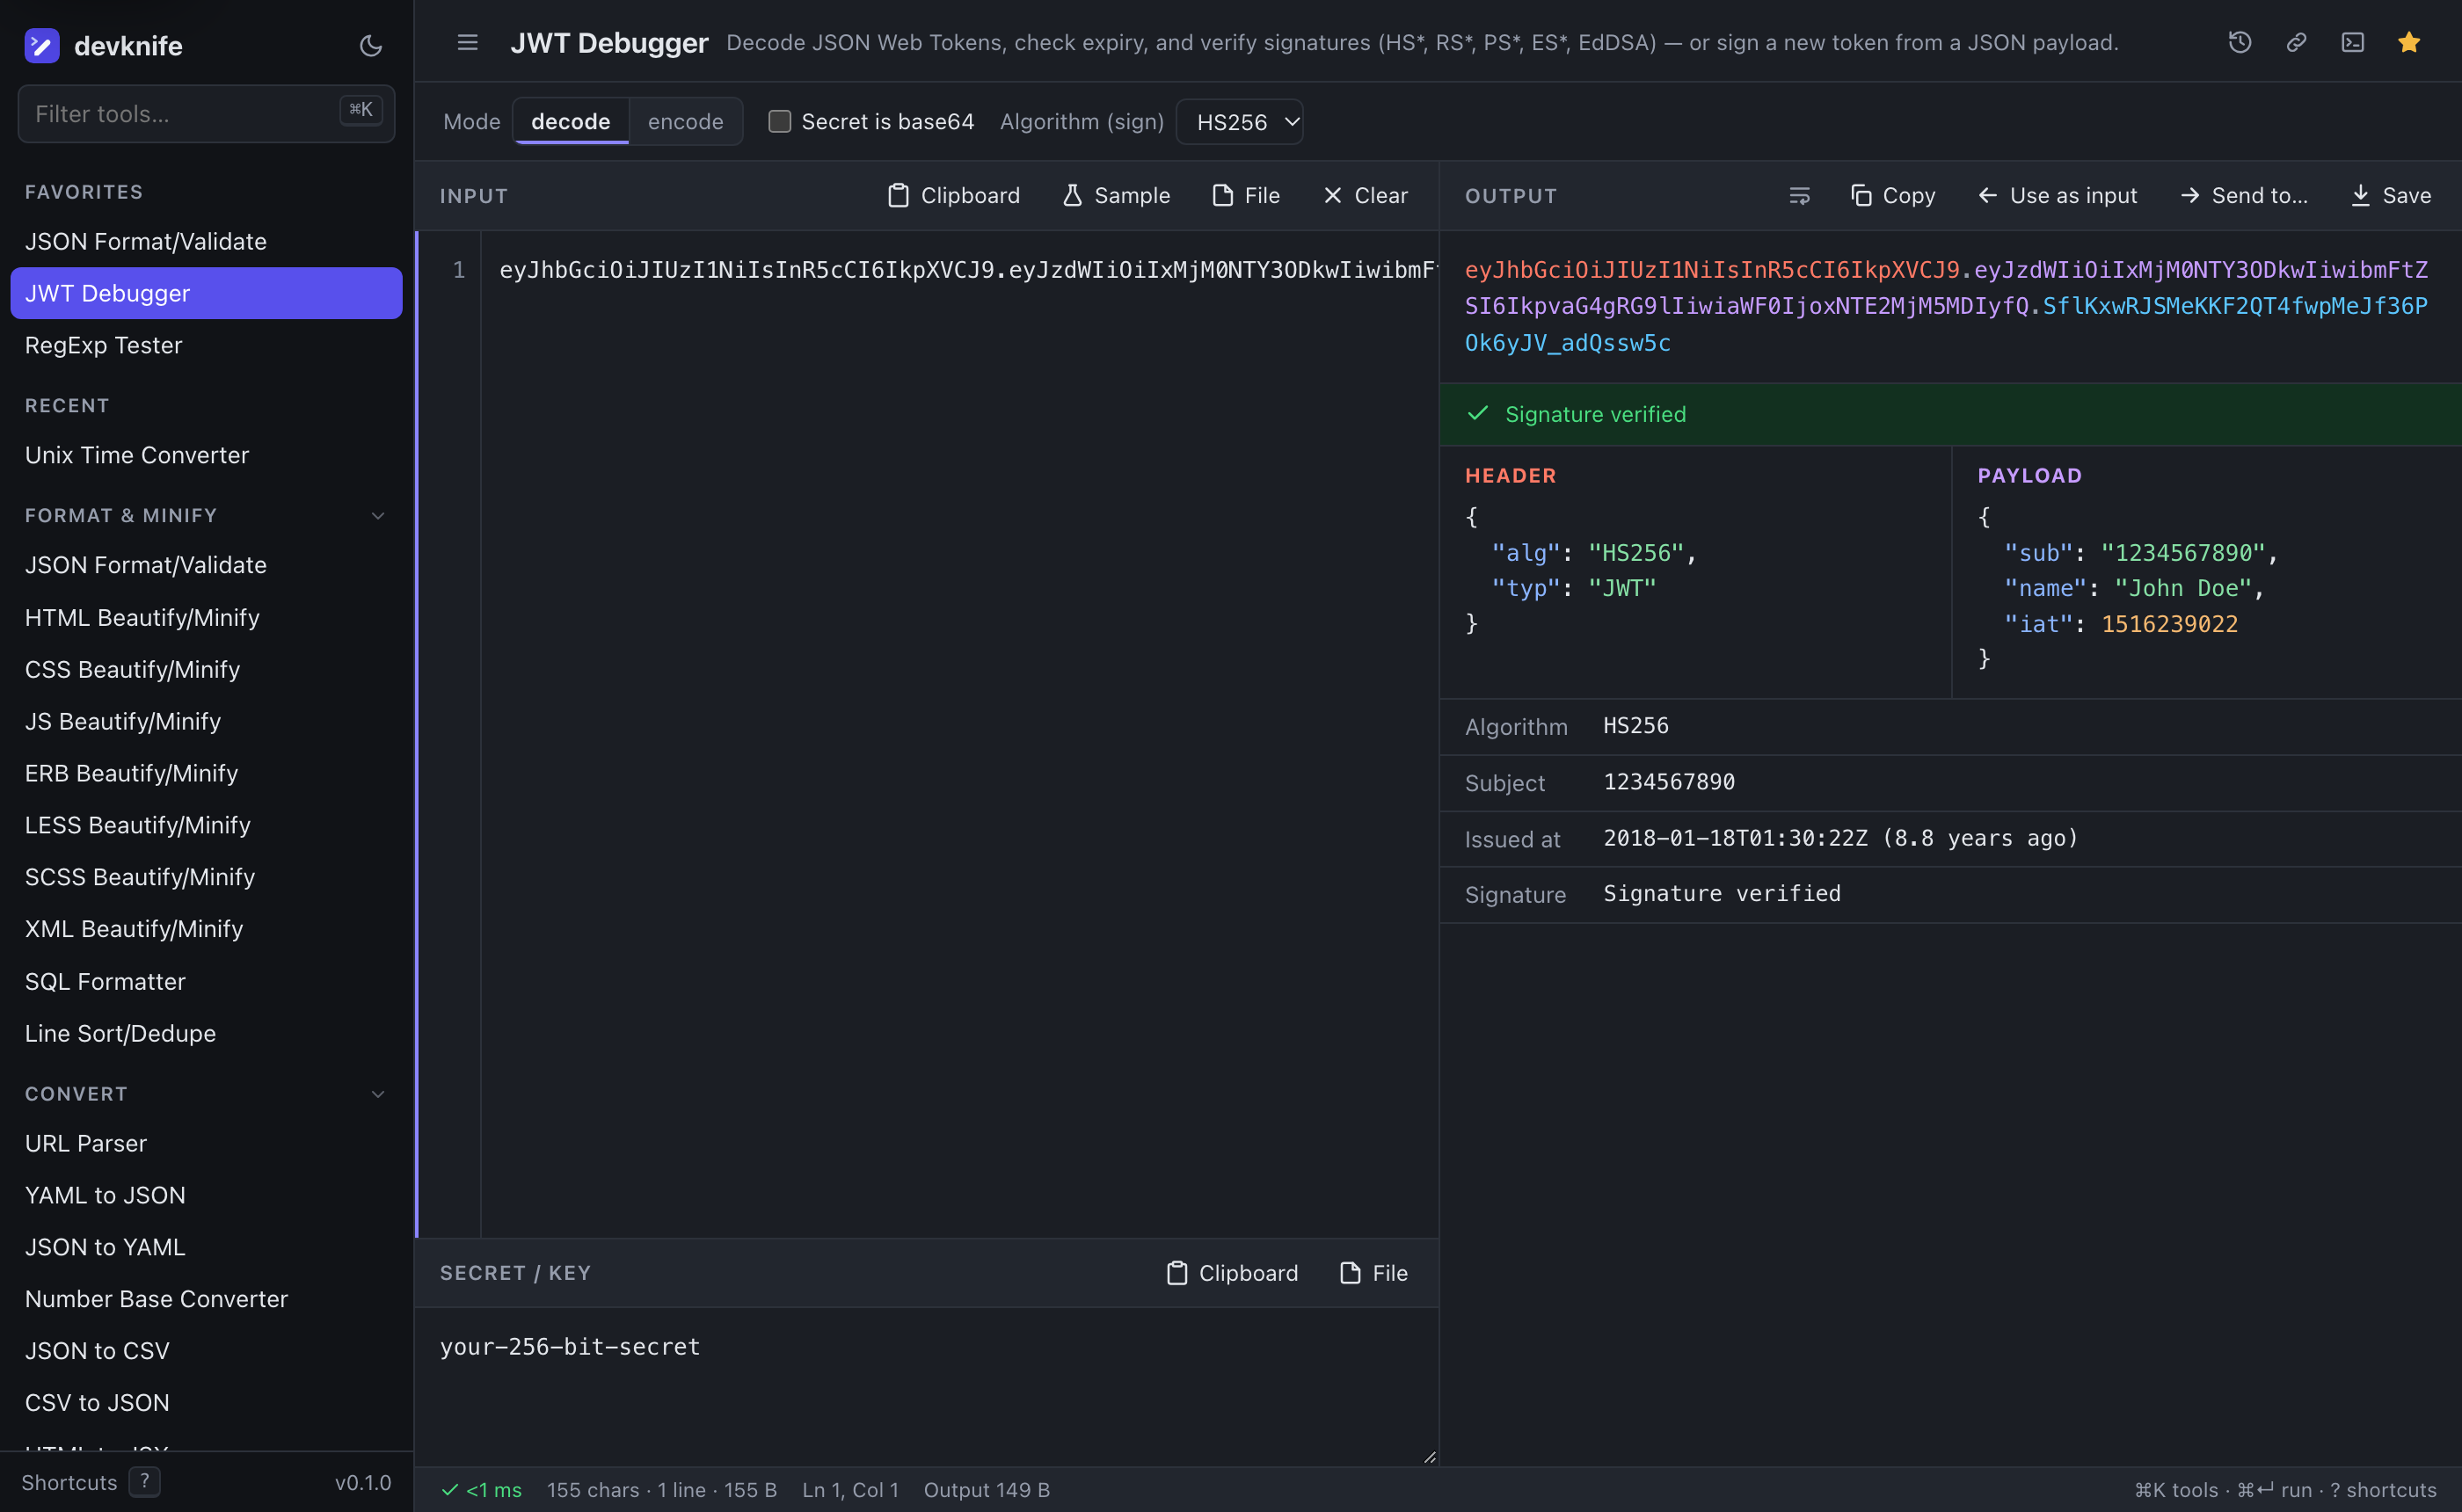 devknife
Filter tools... ⌘K
FAVORITES
JSON Format/Validate
JWT Debugger
RegExp Tester
RECENT
Unix Time Converter
FORMAT & MINIFY
JSON Format/Validate
HTML Beautify/Minify
CSS Beautify/Minify
JS Beautify/Minify
ERB Beautify/Minify
LESS Beautify/Minify
SCSS Beautify/Minify
XML Beautify/Minify
SQL Formatter
Line Sort/Dedupe
CONVERT
URL Parser
YAML to JSON
JSON to YAML
Number Base Converter
JSON to CSV
CSV to JSON
Shortcuts ? v0.1.0
JWT Debugger Decode JSON Web Tokens, check expiry, and verify signatures (HS*, RS*, PS*, ES*, EdDSA) — or sign a new token from a JSON payload.
Mode decode encode Secret is base64 Algorithm (sign) HS256
INPUT Clipboard Sample File Clear
1 eyJhbGciOiJIUzI1NiIsInR5cCI6IkpXVCJ9.eyJzdWIiOiIxMjM0NTY3ODkwIiwibmF
SECRET / KEY Clipboard File
your-256-bit-secret
OUTPUT Copy Use as input Send to... Save
eyJhbGciOiJIUzI1NiIsInR5cCI6IkpXVCJ9.eyJzdWIiOiIxMjM0NTY3ODkwIiwibmFtZ
SI6IkpvaG4gRG9lIiwiaWF0IjoxNTE2MjM5MDIyfQ.SflKxwRJSMeKKF2QT4fwpMeJf36P
Ok6yJV_adQssw5c
Signature verified
HEADER
{
"alg": "HS256",
"typ": "JWT"
}
PAYLOAD
{
"sub": "1234567890",
"name": "John Doe",
"iat": 1516239022
}
Algorithm HS256
Subject 1234567890
Issued at 2018-01-18T01:30:22Z (8.8 years ago)
Signature Signature verified
<1 ms 155 chars · 1 line · 155 B Ln 1, Col 1 Output 149 B
⌘K tools · ⌘↵ run · ? shortcuts